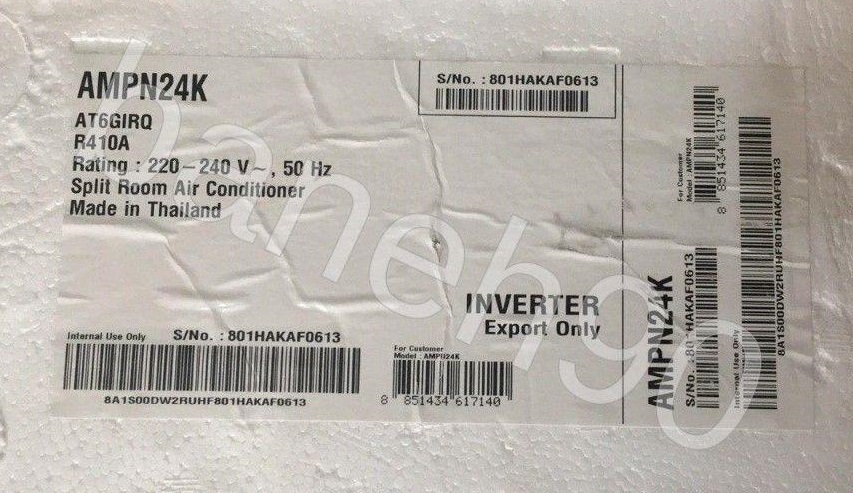 AMPN24K
AT6GIRQ
R410A
Rating : 220-240 V~, 50 Hz
Split Room Air Conditioner
Made in Thailand
S/No. : 801HAKAF0613
INVERTER
Export Only
Internal Use Only S/No. : 801HAKAF0613
8A1S00DW2RUHF801HAKAF0613
For Customer
Model : AMPN24K
8 851434 617140
For Customer
Model : AMPN24K
8 851434 617140
AMPN24K
S/No. : 801HAKAF0613
Internal Use Only
8A1S00DW2RUHF801HAKAF0613
hanehgo